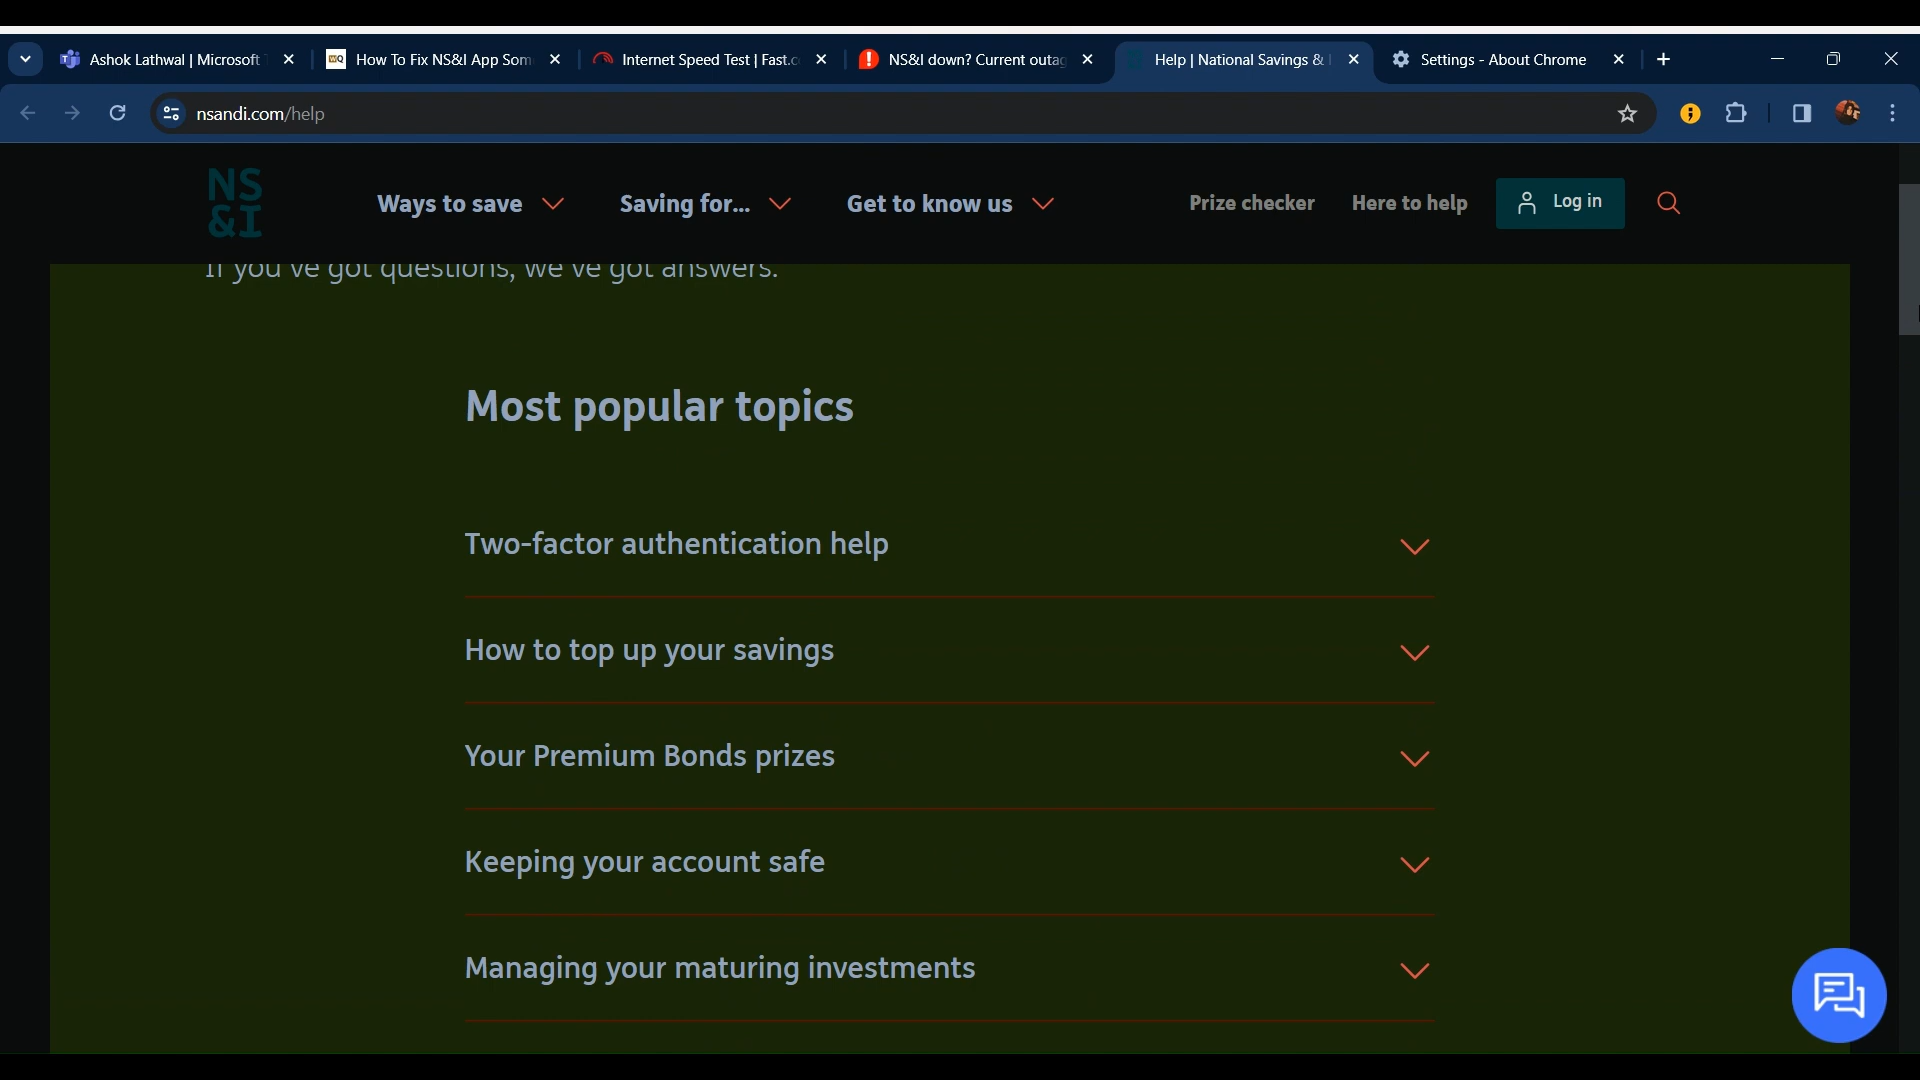 Ashok Lathwal | Microsoft
How To Fix NS&I App Som
Internet Speed Test | Fast.c
NS&I down? Current outag
Help | National Savings &
Settings - About Chrome
nsandi.com/help
NS
&I
Ways to save
Saving for...
Get to know us
Prize checker
Here to help
Log in
If you've got questions, we've got answers.
Most popular topics
Two-factor authentication help
How to top up your savings
Your Premium Bonds prizes
Keeping your account safe
Managing your maturing investments